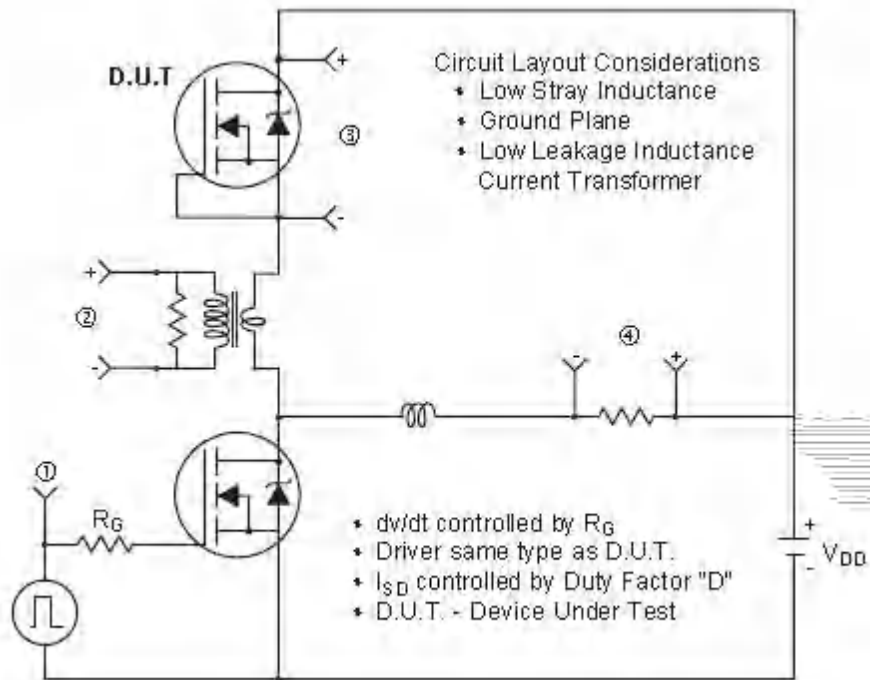 D.U.T
+
③
-
Circuit Layout Considerations
• Low Stray Inductance
• Ground Plane
• Low Leakage Inductance
Current Transformer
+
②
-
④
-
+
①
RG
• dv/dt controlled by RG
• Driver same type as D.U.T.
• ISD controlled by Duty Factor "D"
• D.U.T. - Device Under Test
+
-
VDD